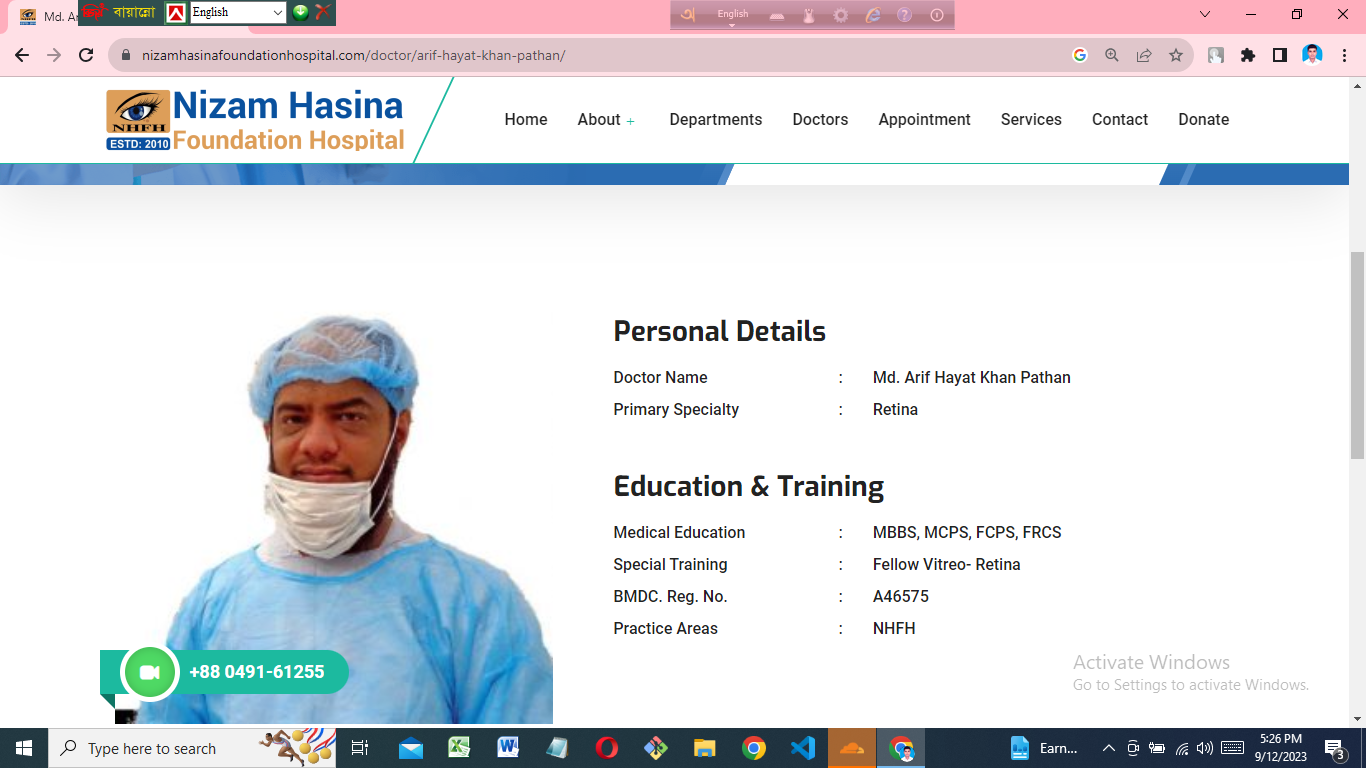 Md. Ar
বায়ান্নো
English
অ English
nizamhasinafoundationhospital.com/doctor/arif-hayat-khan-pathan/
NHFH
ESTD: 2010
Nizam Hasina
Foundation Hospital
Home About + Departments Doctors Appointment Services Contact Donate
Personal Details
Doctor Name : Md. Arif Hayat Khan Pathan
Primary Specialty : Retina
Education & Training
Medical Education : MBBS, MCPS, FCPS, FRCS
Special Training : Fellow Vitreo- Retina
BMDC. Reg. No. : A46575
Practice Areas : NHFH
+88 0491-61255
Activate Windows
Go to Settings to activate Windows.
Type here to search
Earn...
5:26 PM
9/12/2023
3